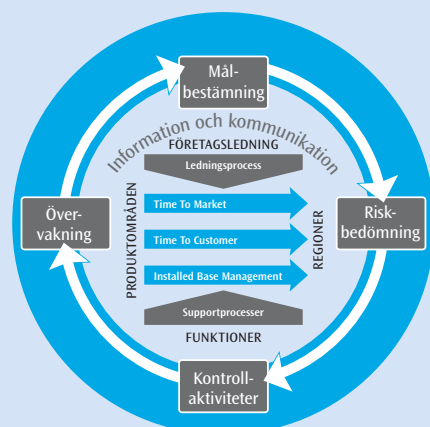 Mål-
bestämning
Information och kommunikation
FÖRETAGSLEDNING
Ledningsprocess
PRODUKTOMRÅDEN
Time To Market
Time To Customer
Installed Base Management
REGIONER
Supportprocesser
FUNKTIONER
Över-
vakning
Risk-
bedömning
Kontroll-
aktiviteter